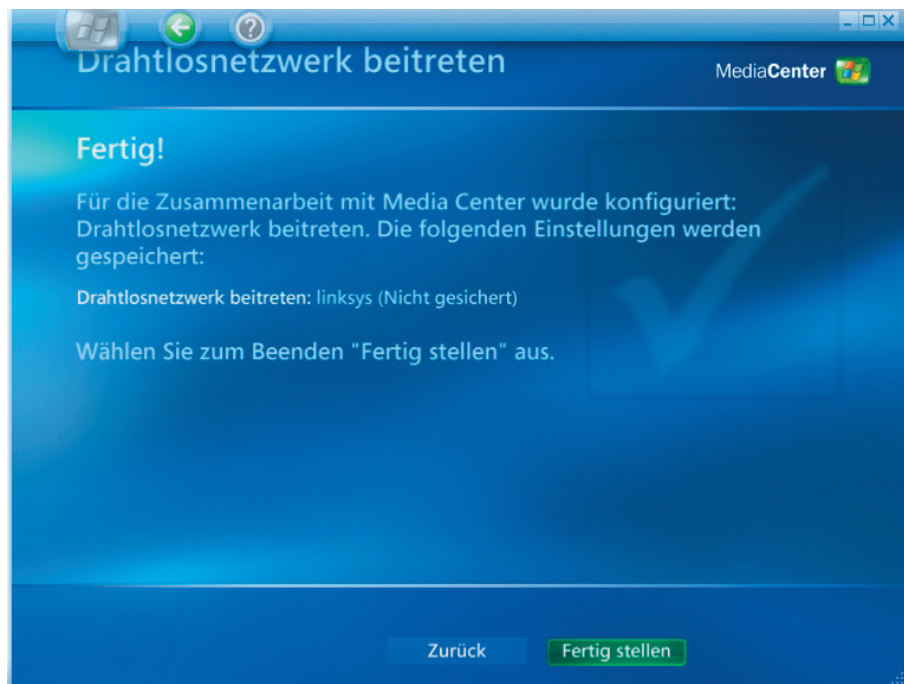 Drahtlosnetzwerk beitreten
MediaCenter
Fertig!
Für die Zusammenarbeit mit Media Center wurde konfiguriert:
Drahtlosnetzwerk beitreten. Die folgenden Einstellungen werden
gespeichert:
Drahtlosnetzwerk beitreten: linksys (Nicht gesichert)
Wählen Sie zum Beenden "Fertig stellen" aus.
Zurück
Fertig stellen